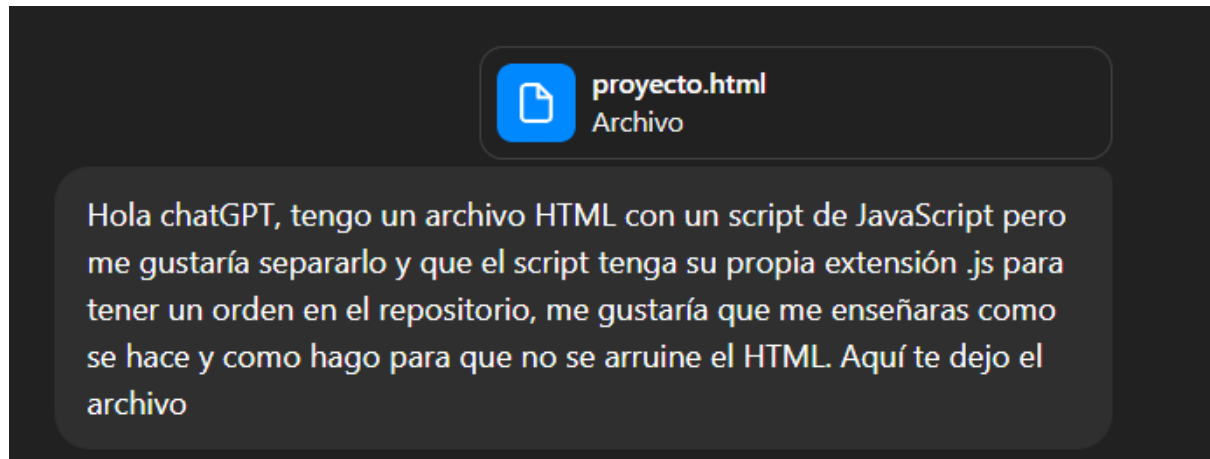 proyecto.html
Archivo
Hola chatGPT, tengo un archivo HTML con un script de JavaScript pero
me gustaría separarlo y que el script tenga su propia extensión .js para
tener un orden en el repositorio, me gustaría que me enseñaras como
se hace y como hago para que no se arruine el HTML. Aquí te dejo el
archivo